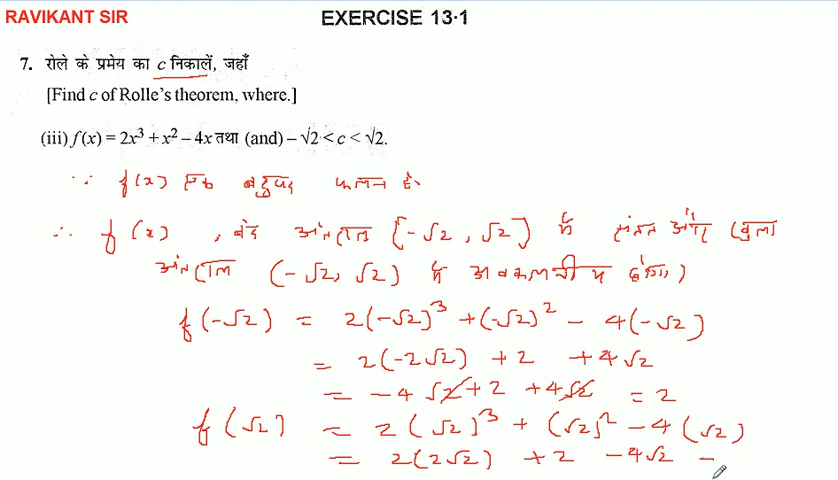 RAVIKANT SIR
EXERCISE 13·1
7. रोले के प्रमेय का c निकालें, जहाँ
[Find c of Rolle's theorem, where.]
(iii) f(x) = 2x³ + x² – 4x तथा (and) – √2 < c < √2.
∵ f(x) एक बहुपद फलन है
∴ f(x), बंद अंतराल [-√2, √2] में संतत और (खुला
अंतराल (-√2, √2) में अवकलनीय होगा)
f(-√2) = 2(-√2)³ + (-√2)² - 4(-√2)
= 2(-2√2) + 2 + 4√2
= -4√2 + 2 + 4√2 = 2
f(√2) = 2(√2)³ + (√2)² - 4(√2)
= 2(2√2) + 2 - 4√2 =